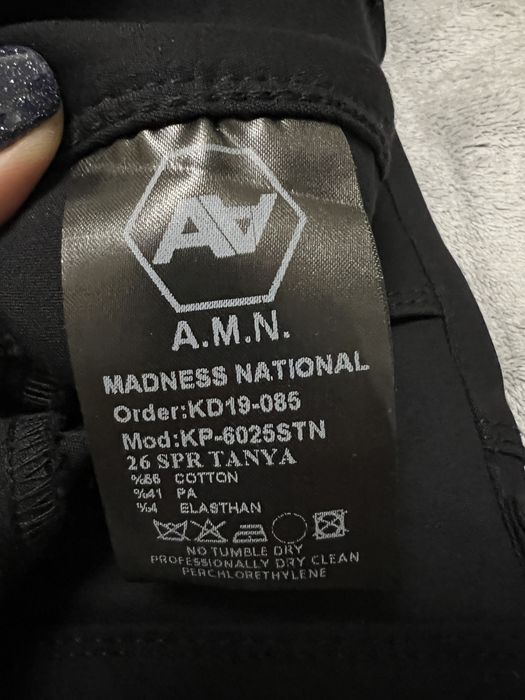 AA
A.M.N.
MADNESS NATIONAL
Order:KD19-085
Mod:KP-6025STN
26 SPR TANYA
%55 COTTON
%41 PA
%4 ELASTHAN
NO TUMBLE DRY
PROFESSIONALLY DRY CLEAN
PERCHLORETHYLENE